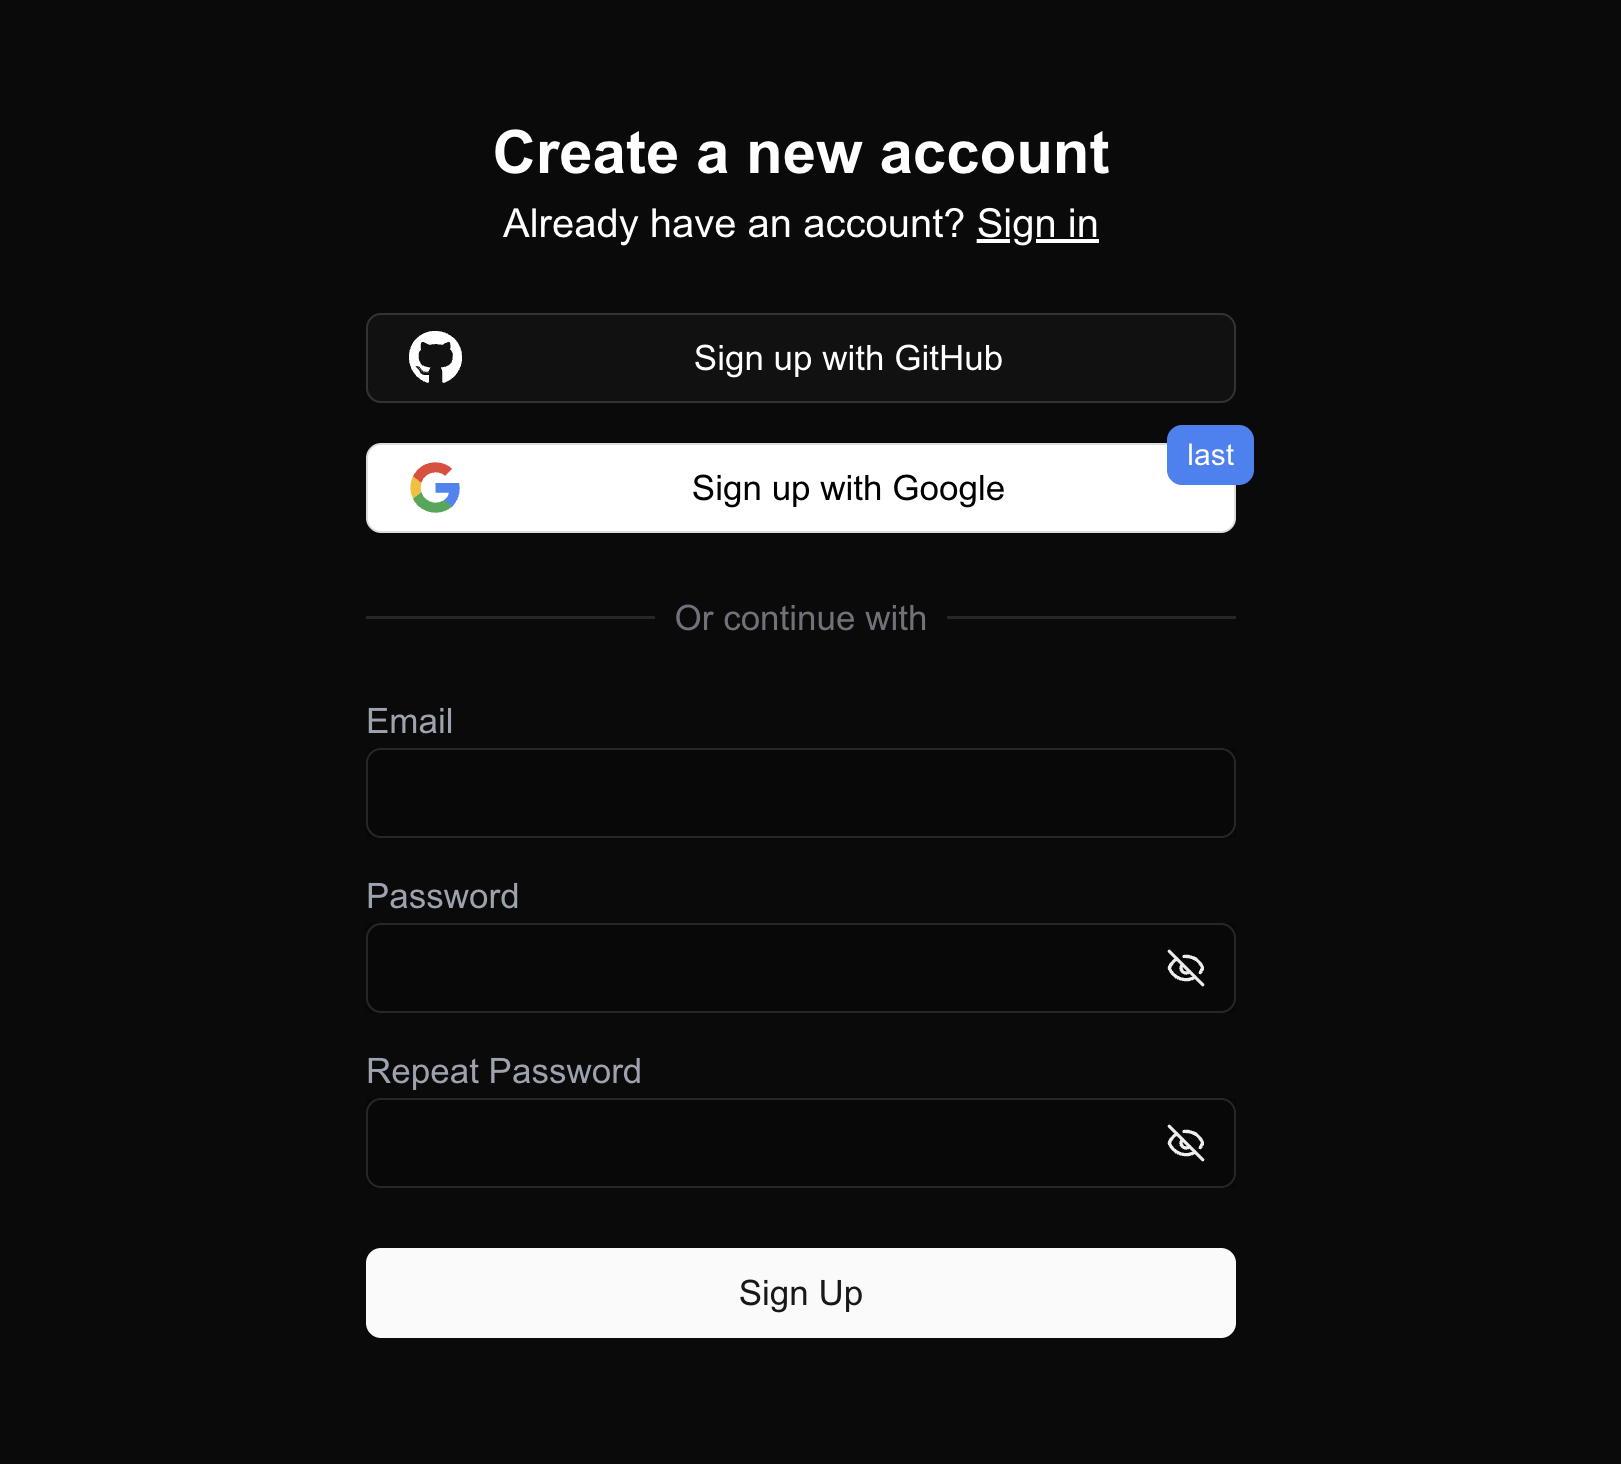 Create a new account
Already have an account? Sign in
Sign up with GitHub
last
Sign up with Google
Or continue with
Email
Password
Repeat Password
Sign Up